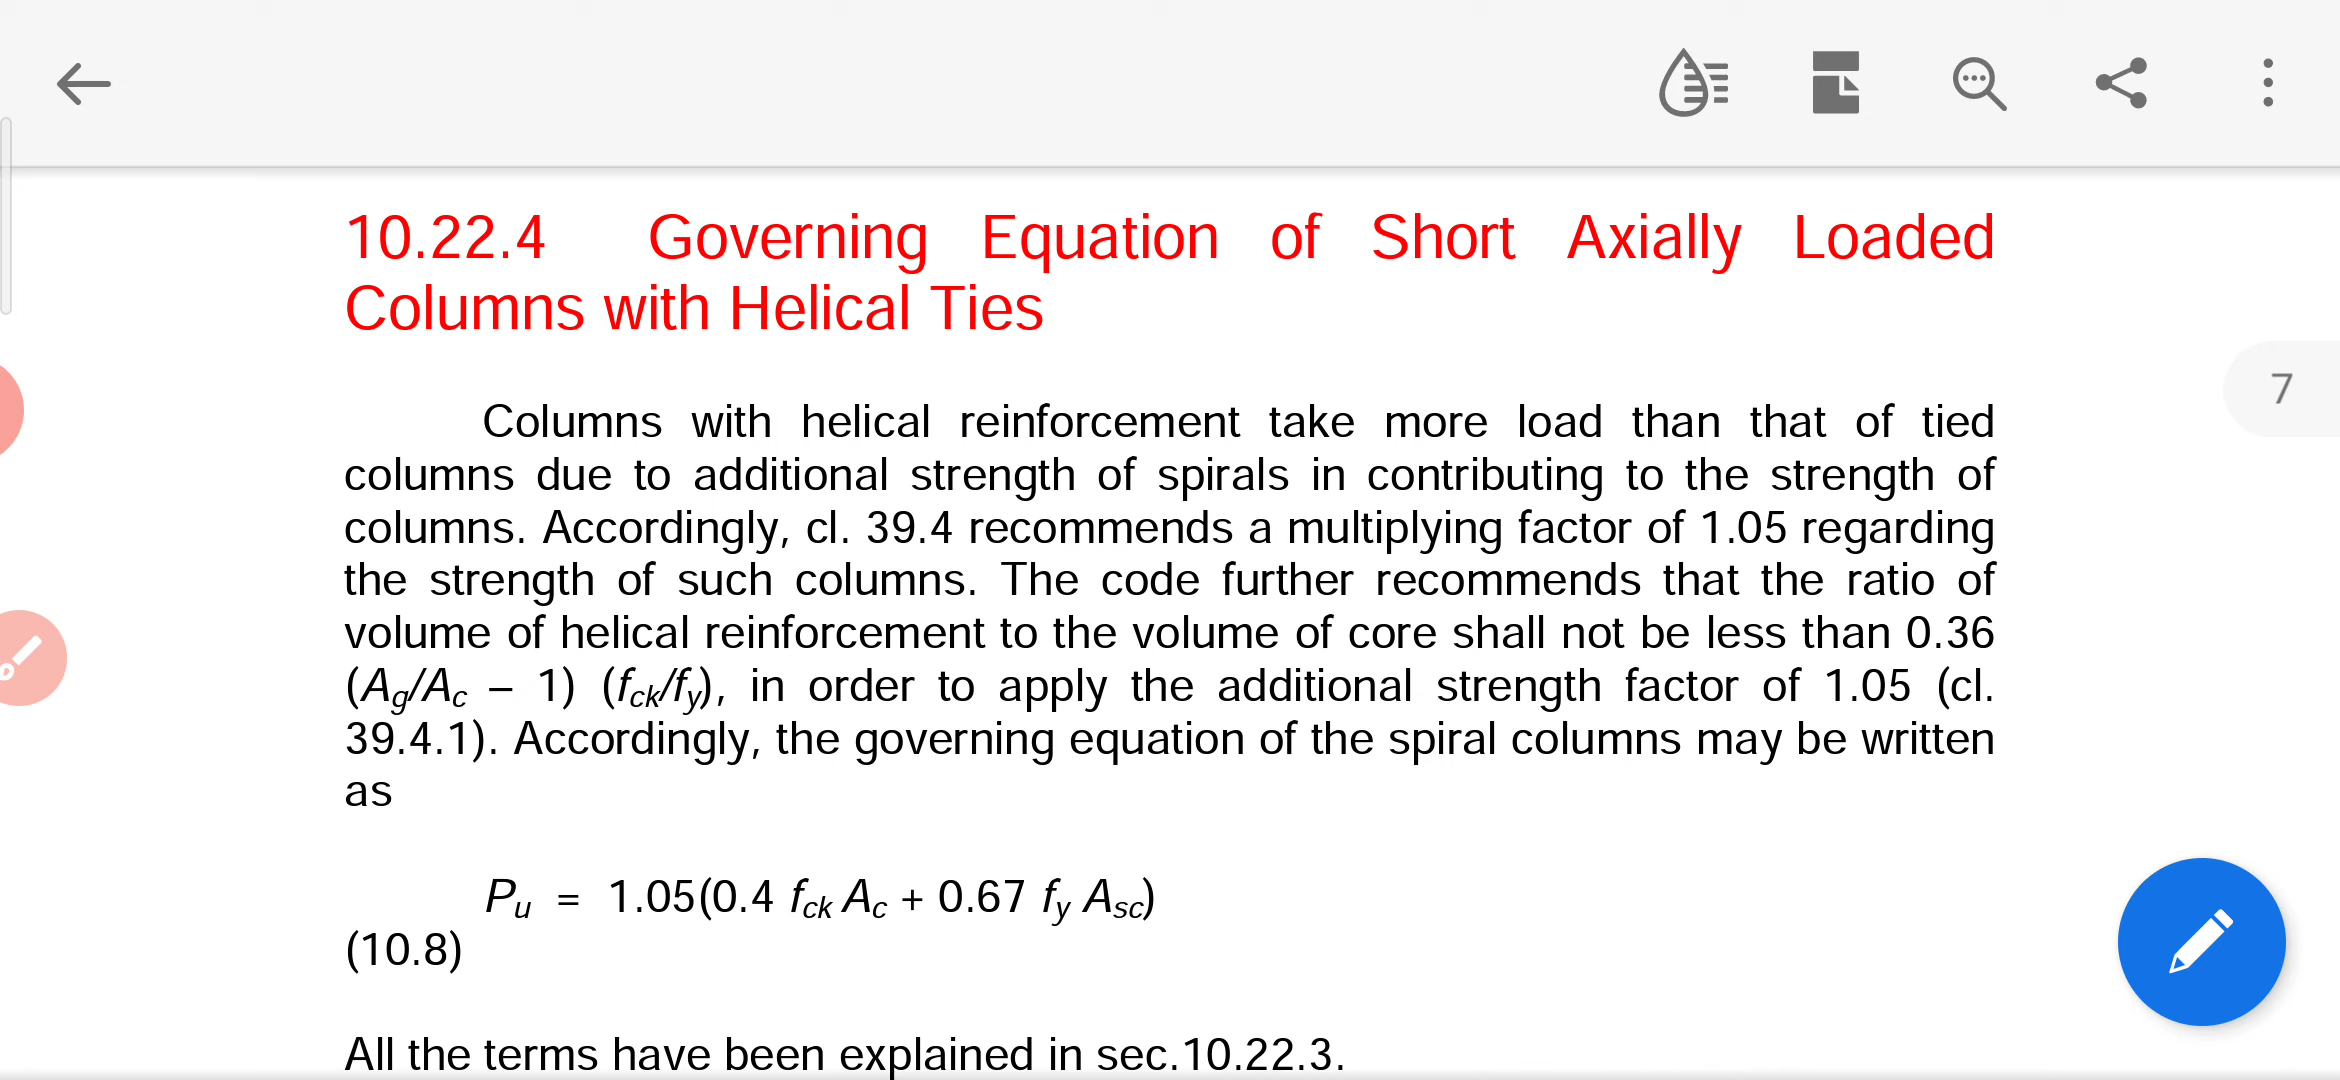 10.22.4 Governing Equation of Short Axially Loaded
Columns with Helical Ties
7
Columns with helical reinforcement take more load than that of tied
columns due to additional strength of spirals in contributing to the strength of
columns. Accordingly, cl. 39.4 recommends a multiplying factor of 1.05 regarding
the strength of such columns. The code further recommends that the ratio of
volume of helical reinforcement to the volume of core shall not be less than 0.36
(Ag/Ac – 1) (fck/fy), in order to apply the additional strength factor of 1.05 (cl.
39.4.1). Accordingly, the governing equation of the spiral columns may be written
as
Pu = 1.05(0.4 fck Ac + 0.67 fy Asc)
(10.8)
All the terms have been explained in sec.10.22.3.